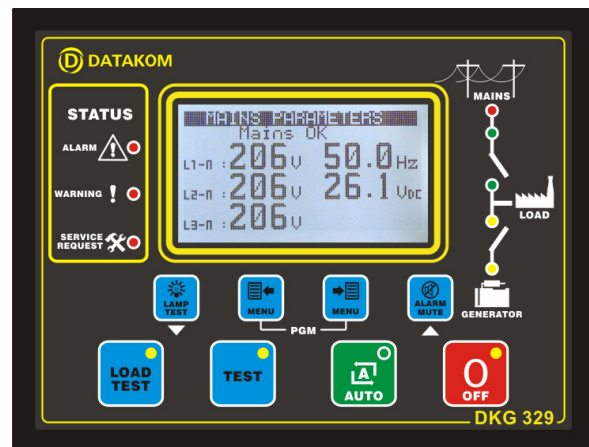 DATAKOM
STATUS
ALARM
WARNING !
SERVICE
REQUEST
MAINS PARAMETERS
Mains OK
L1-n : 206V 50.0Hz
L2-n : 206V 26.1VDC
L3-n : 206V
MAINS
LOAD
GENERATOR
LAMP
TEST
MENU
MENU
PGM
ALARM
MUTE
LOAD
TEST
TEST
A
AUTO
O
OFF
DKG 329